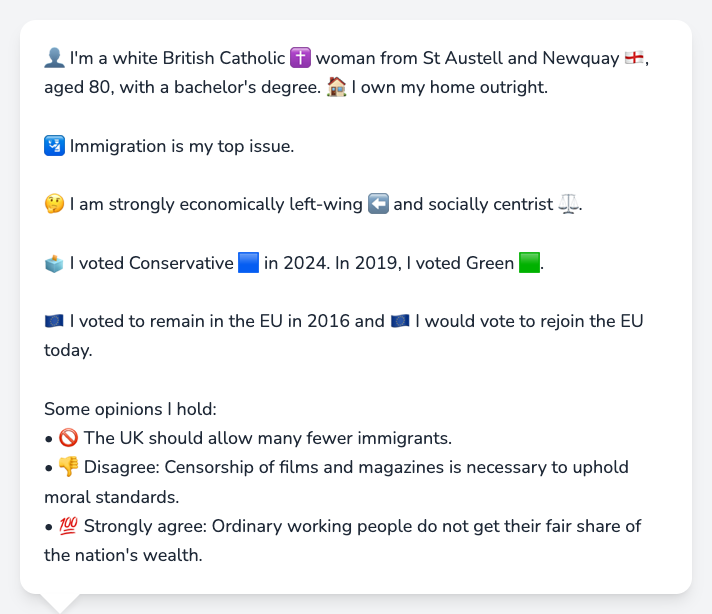 👤 I'm a white British Catholic ✝️ woman from St Austell and Newquay 🏴󠁧󠁢󠁥󠁮󠁧󠁿,
aged 80, with a bachelor's degree. 🏠 I own my home outright.
🛂 Immigration is my top issue.
🤔 I am strongly economically left-wing ⬅️ and socially centrist ⚖️.
🗳️ I voted Conservative 🟦 in 2024. In 2019, I voted Green 🟩.
🇪🇺 I voted to remain in the EU in 2016 and 🇪🇺 I would vote to rejoin the EU
today.
Some opinions I hold:
• 🚫 The UK should allow many fewer immigrants.
• 👎 Disagree: Censorship of films and magazines is necessary to uphold
moral standards.
• 💯 Strongly agree: Ordinary working people do not get their fair share of
the nation's wealth.